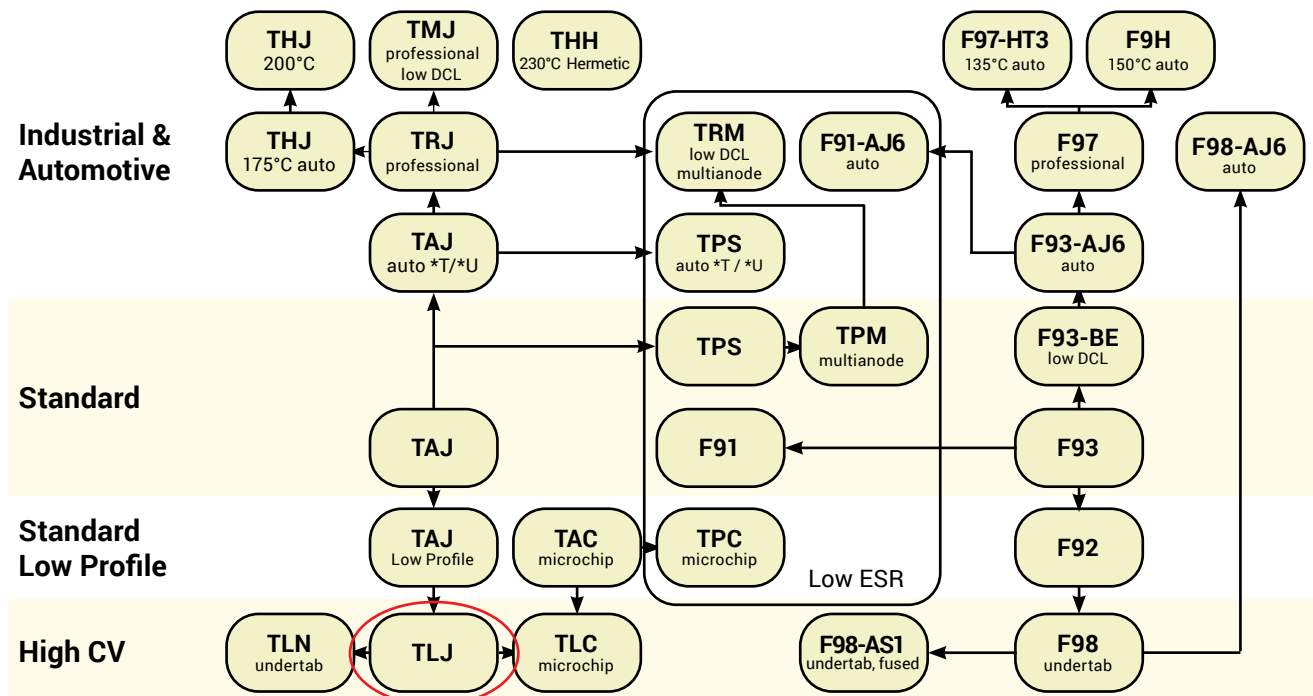 THJ
200°C
TMJ
professional
low DCL
THH
230°C Hermetic
F97-HT3
135°C auto
F9H
150°C auto
Industrial &
Automotive
THJ
175°C auto
TRJ
professional
TRM
low DCL
multianode
F91-AJ6
auto
F97
professional
F98-AJ6
auto
TAJ
auto *T/*U
TPS
auto *T / *U
F93-AJ6
auto
Standard
TPS
TPM
multianode
F93-BE
low DCL
TAJ
F91
F93
Standard
Low Profile
TAJ
Low Profile
TAC
microchip
TPC
microchip
Low ESR
F92
High CV
TLN
undertab
TLJ
TLC
microchip
F98-AS1
undertab, fused
F98
undertab